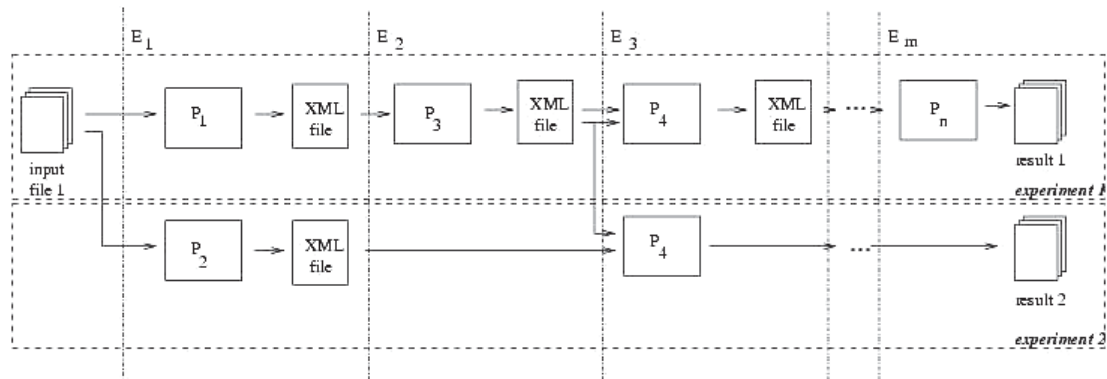 E 1
E 2
E 3
E m
input
file 1
P 1
XML
file
P 3
XML
file
P 4
XML
file
...
P n
result 1
experiment 1
P 2
XML
file
P 4
...
result 2
experiment 2